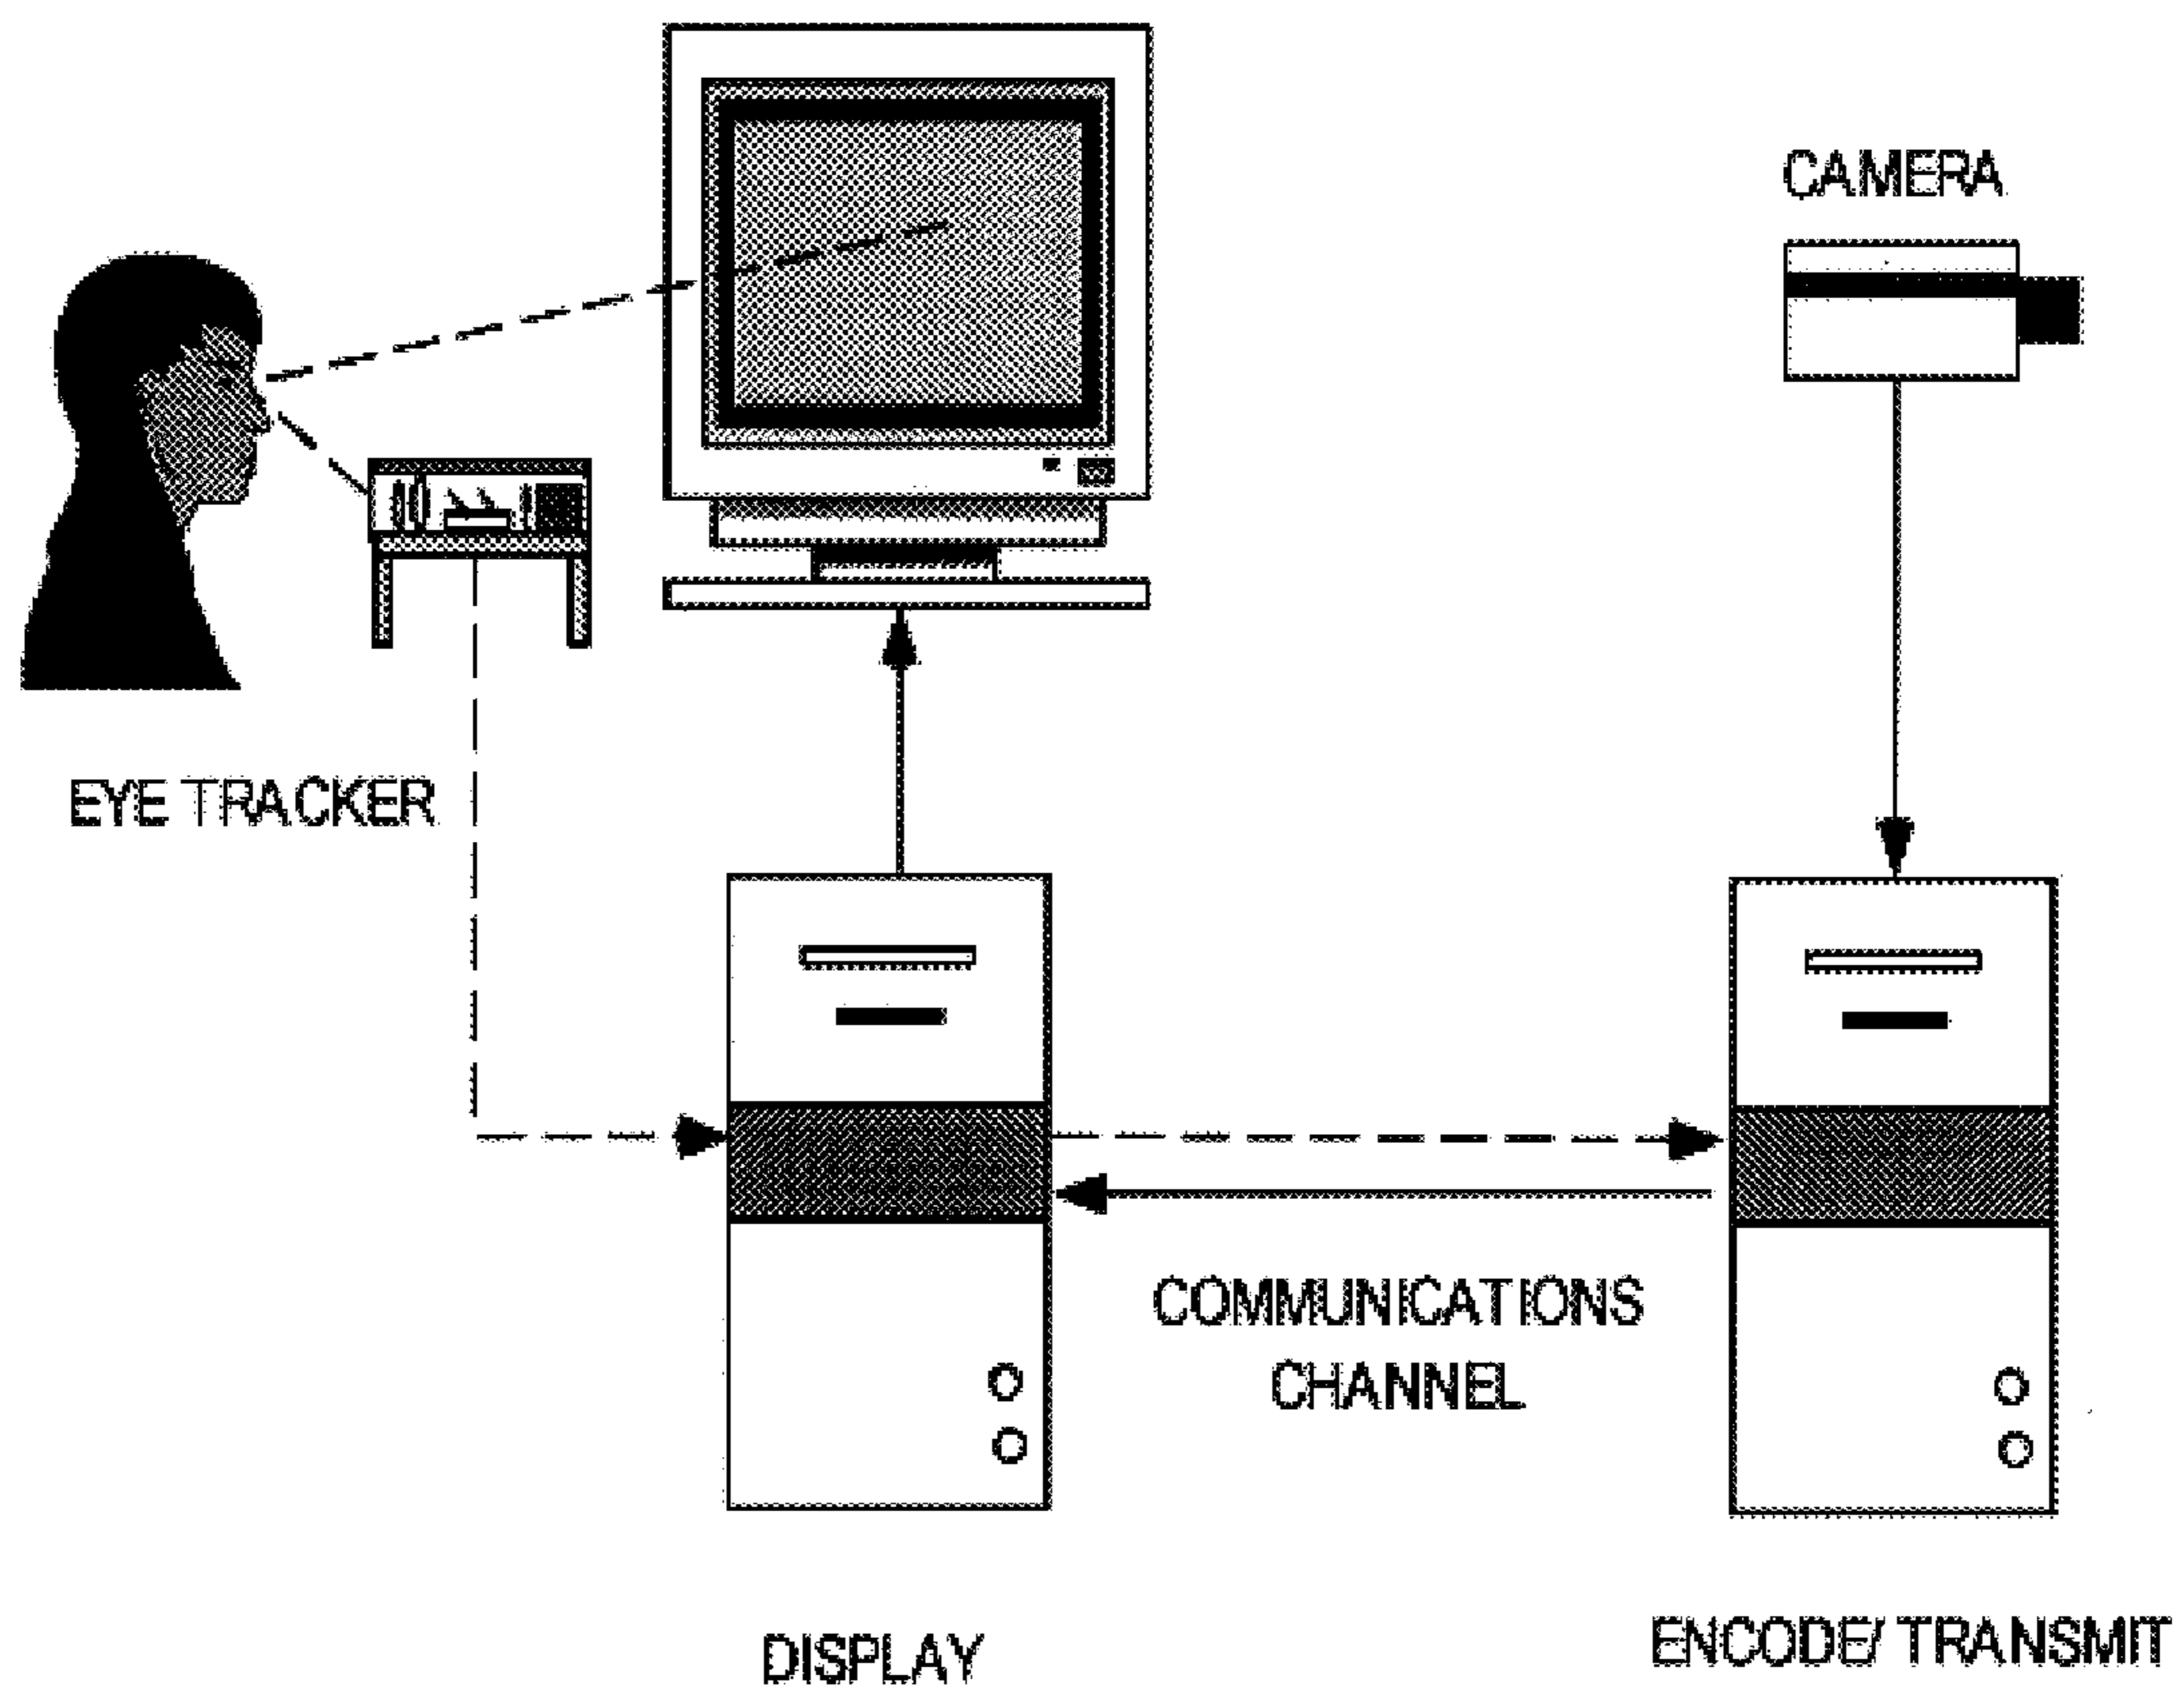 CAMERA
EYE TRACKER
COMMUNICATIONS
CHANNEL
DISPLAY
ENCODE/ TRANSMIT